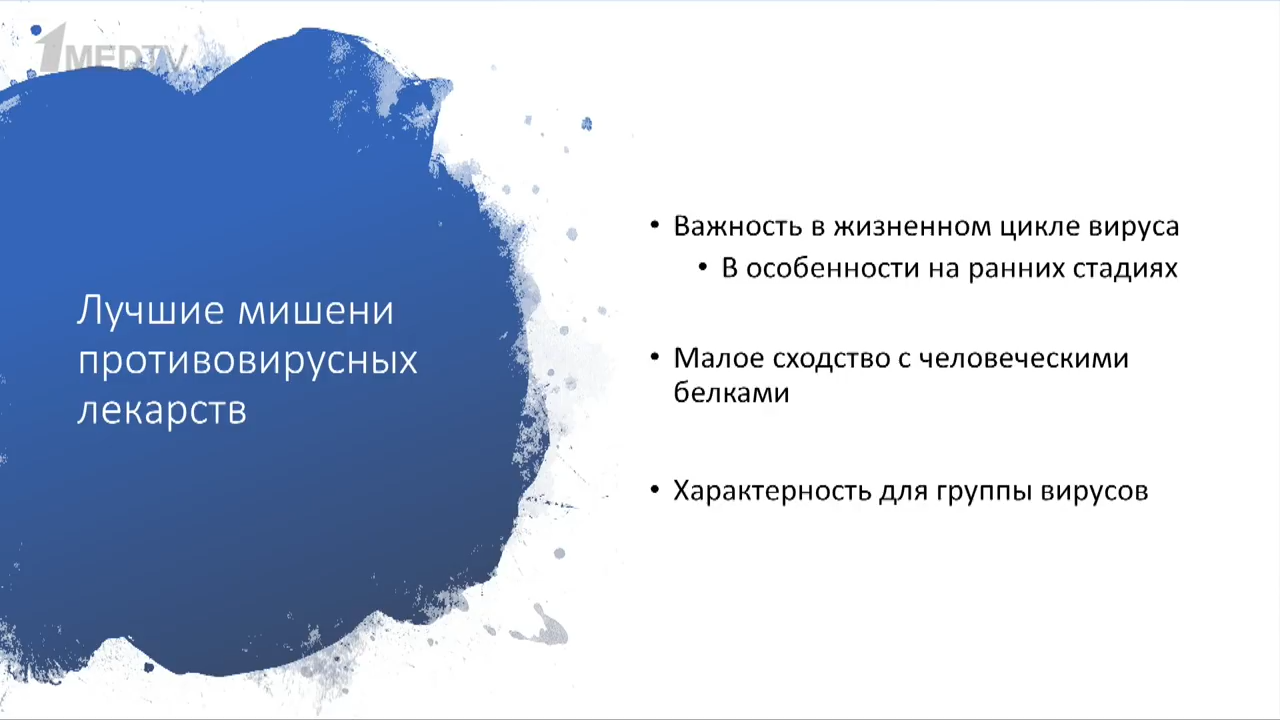 1MEDTV
Лучшие мишени
противовирусных
лекарств
• Важность в жизненном цикле вируса
• В особенности на ранних стадиях
• Малое сходство с человеческими
белками
• Характерность для группы вирусов